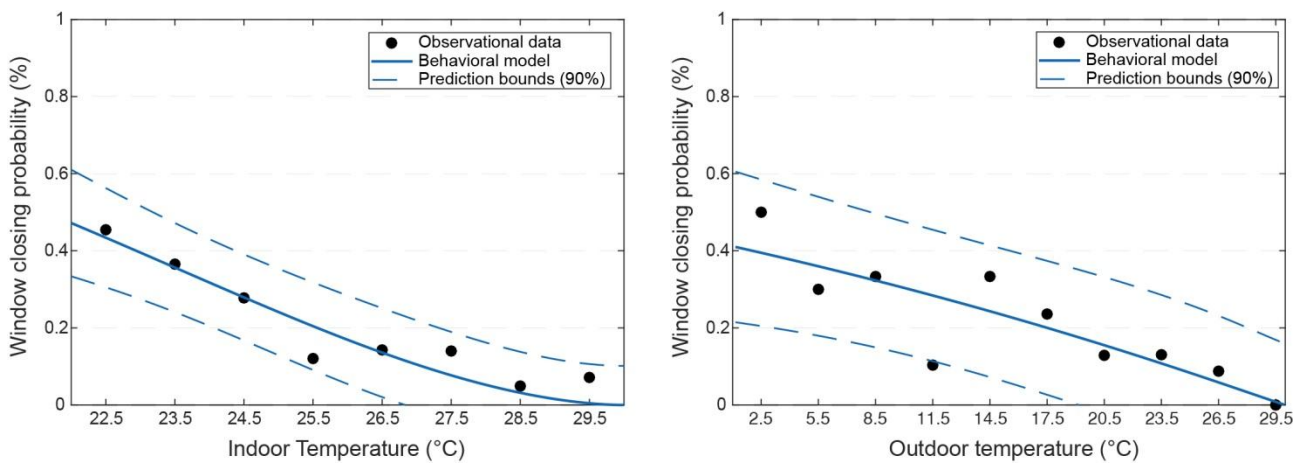 Window closing probability (%)
1
0.8
0.6
0.4
0.2
0
Observational data
Behavioral model
Prediction bounds (90%)
22.5 23.5 24.5 25.5 26.5 27.5 28.5 29.5
Indoor Temperature (°C)
Window closing probability (%)
1
0.8
0.6
0.4
0.2
0
Observational data
Behavioral model
Prediction bounds (90%)
2.5 5.5 8.5 11.5 14.5 17.5 20.5 23.5 26.5 29.5
Outdoor temperature (°C)